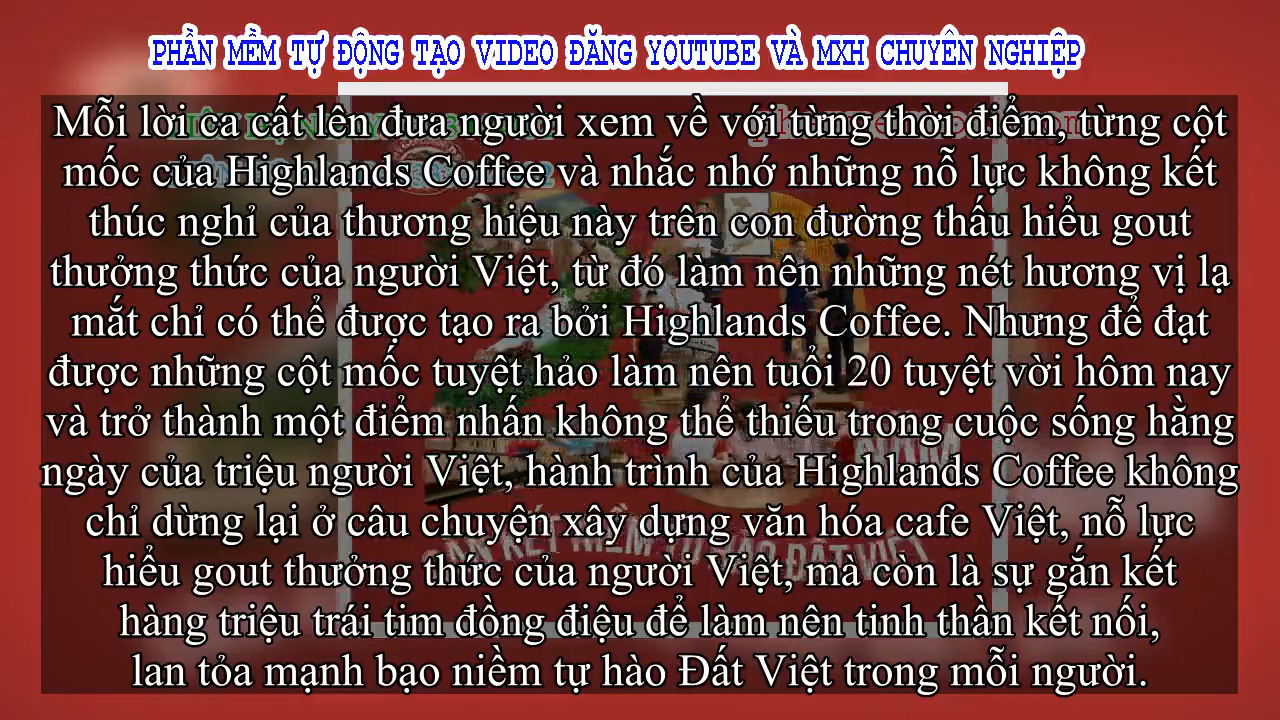 PHẦN MỀM TỰ ĐỘNG TẠO VIDEO ĐĂNG YOUTUBE VÀ MXH CHUYÊN NGHIỆP
Mỗi lời ca cất lên đưa người xem về với từng thời điểm, từng cột
mốc của Highlands Coffee và nhắc nhớ những nỗ lực không kết
thúc nghỉ của thương hiệu này trên con đường thấu hiểu gout
thưởng thức của người Việt, từ đó làm nên những nét hương vị lạ
mắt chỉ có thể được tạo ra bởi Highlands Coffee. Nhưng để đạt
được những cột mốc tuyệt hảo làm nên tuổi 20 tuyệt vời hôm nay
và trở thành một điểm nhấn không thể thiếu trong cuộc sống hằng
ngày của triệu người Việt, hành trình của Highlands Coffee không
chỉ dừng lại ở câu chuyện xây dựng văn hóa cafe Việt, nỗ lực
hiểu gout thưởng thức của người Việt, mà còn là sự gắn kết
GẮN KẾT NIỀM TỰ HÀO ĐẤT VIỆT
hàng triệu trái tim đồng điệu để làm nên tinh thần kết nối,
lan tỏa mạnh bạo niềm tự hào Đất Việt trong mỗi người.